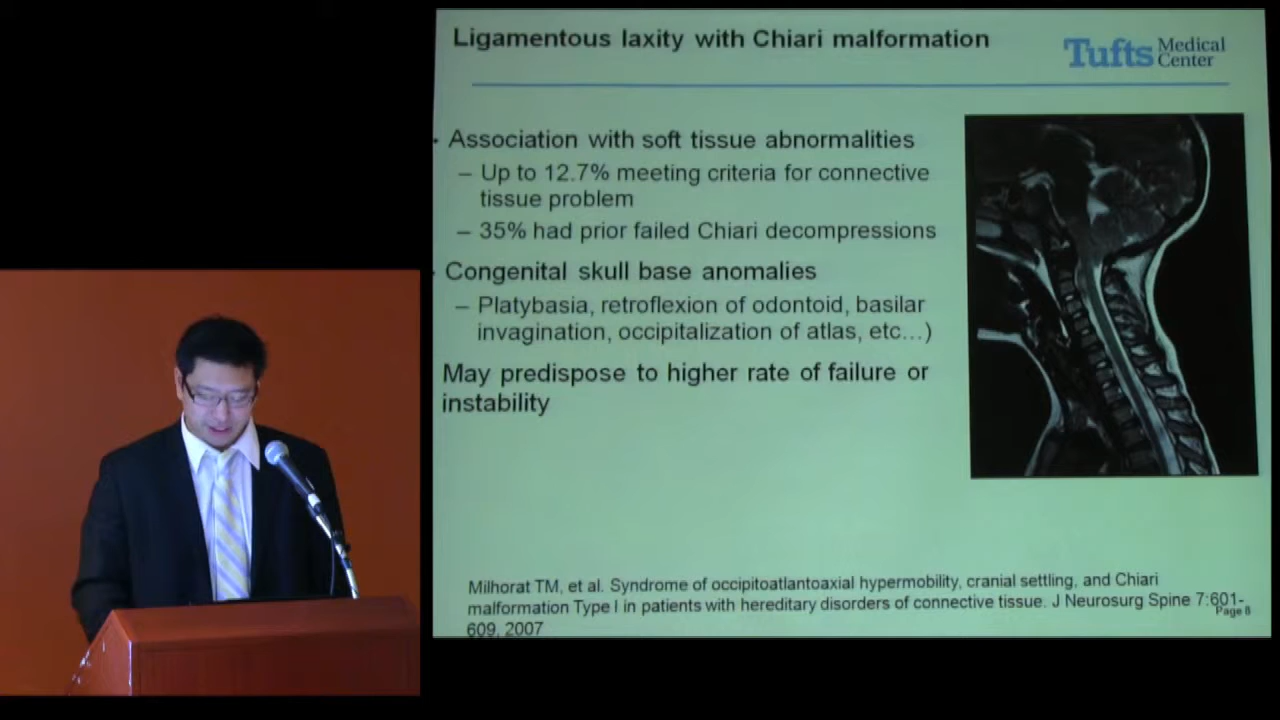 Ligamentous laxity with Chiari malformation
Tufts Medical
Center
· Association with soft tissue abnormalities
– Up to 12.7% meeting criteria for connective
tissue problem
– 35% had prior failed Chiari decompressions
· Congenital skull base anomalies
– Platybasia, retroflexion of odontoid, basilar
invagination, occipitalization of atlas, etc…)
May predispose to higher rate of failure or
instability
Milhorat TM, et al. Syndrome of occipitoatlantoaxial hypermobility, cranial settling, and Chiari
malformation Type I in patients with hereditary disorders of connective tissue. J Neurosurg Spine 7:601-
609, 2007
Page 8